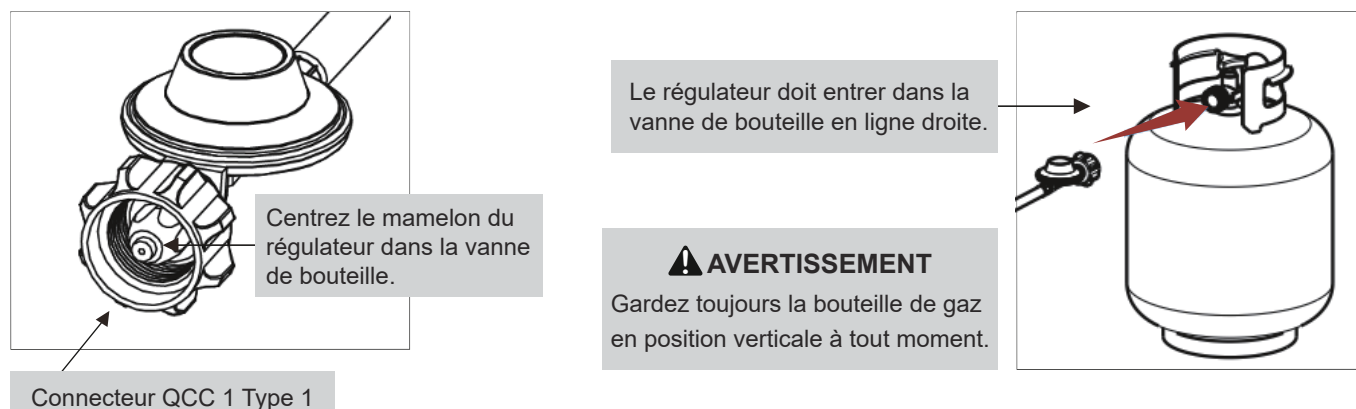 Centrez le mamelon du
régulateur dans la vanne
de bouteille.
Connecteur QCC 1 Type 1
Le régulateur doit entrer dans la
vanne de bouteille en ligne droite.
AVERTISSEMENT
Gardez toujours la bouteille de gaz
en position verticale à tout moment.